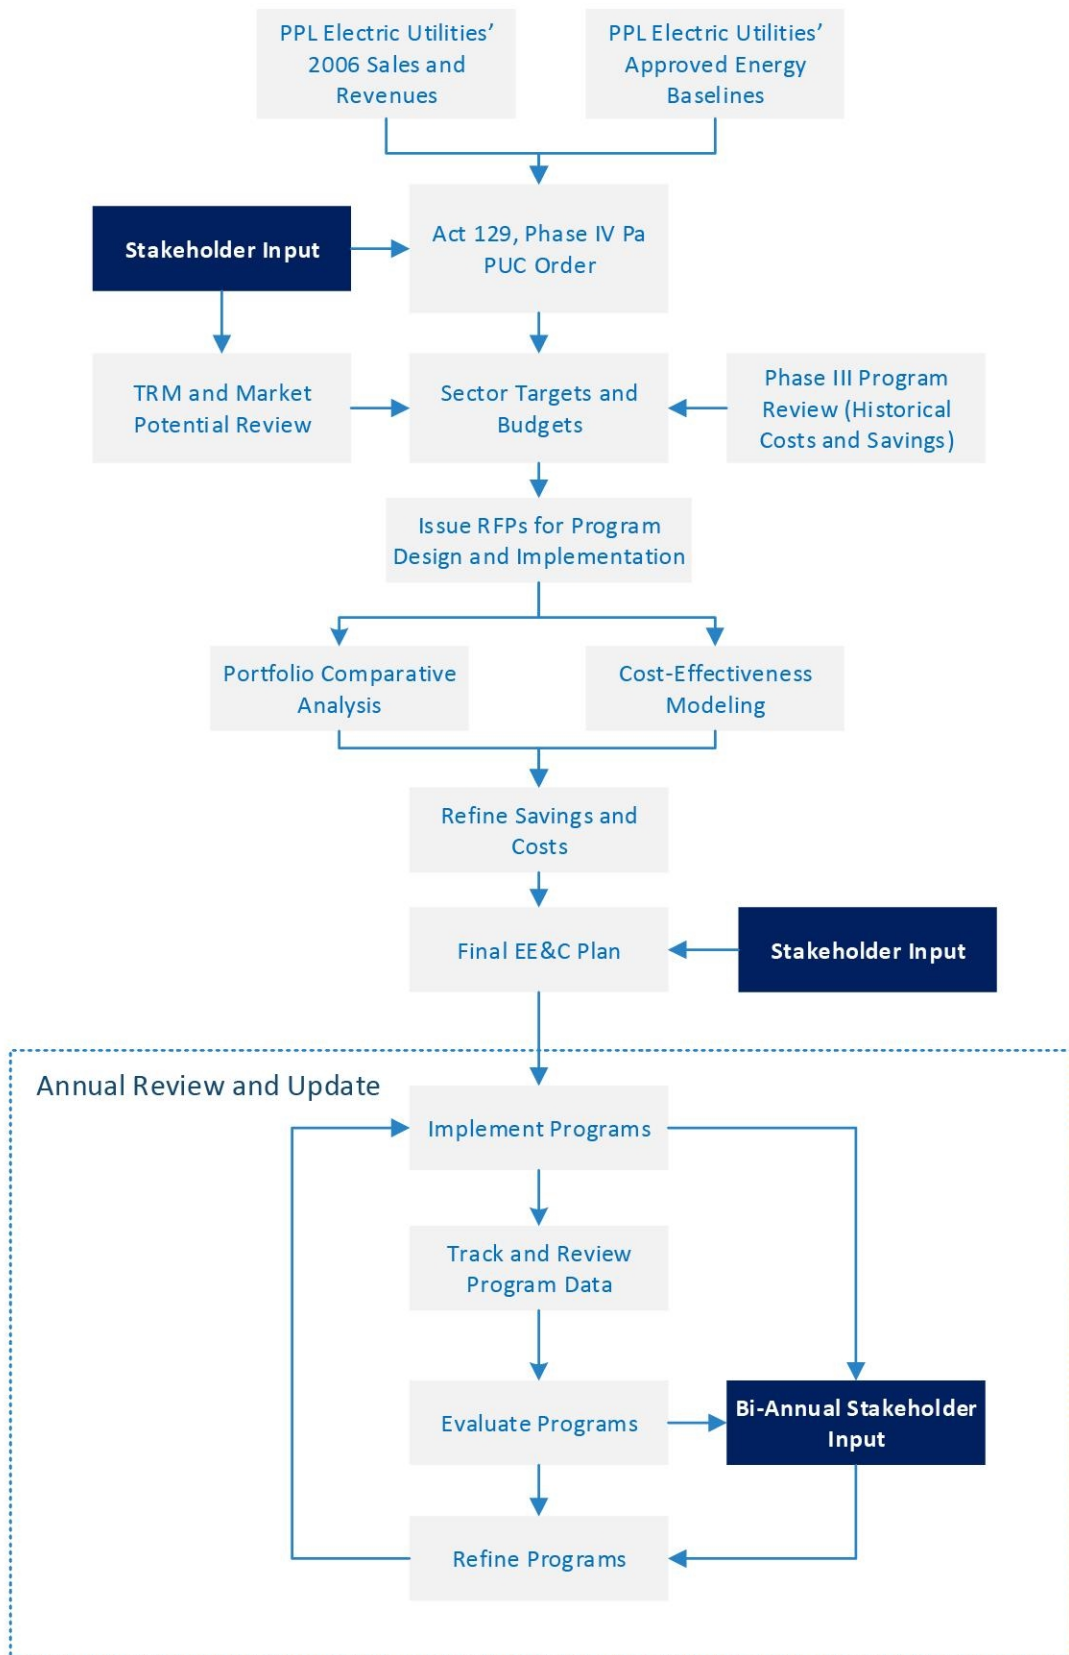 PPL Electric Utilities’
2006 Sales and
Revenues
PPL Electric Utilities’
Approved Energy
Baselines
Stakeholder Input
Act 129, Phase IV Pa
PUC Order
TRM and Market
Potential Review
Sector Targets and
Budgets
Phase III Program
Review (Historical
Costs and Savings)
Issue RFPs for Program
Design and Implementation
Portfolio Comparative
Analysis
Cost-Effectiveness
Modeling
Refine Savings and
Costs
Final EE&C Plan
Stakeholder Input
Annual Review and Update
Implement Programs
Track and Review
Program Data
Evaluate Programs
Bi-Annual Stakeholder
Input
Refine Programs